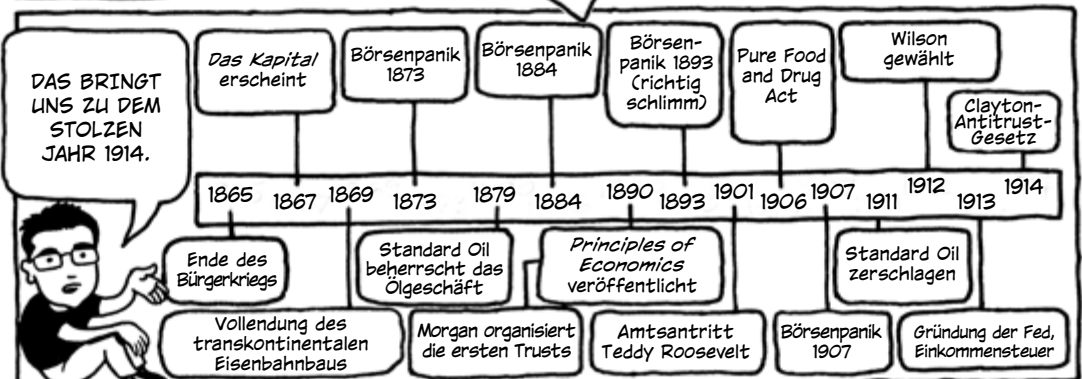 DAS BRINGT
UNS ZU DEM
STOLZEN
JAHR 1914.
Das Kapital
erscheint
Börsenpanik
1873
Börsenpanik
1884
Börsen-
panik 1893
(richtig
schlimm)
Pure Food
and Drug
Act
Wilson
gewählt
Clayton-
Antitrust-
Gesetz
1865 1867 1869 1873 1879 1884 1890 1893 1901 1906 1907 1911 1912 1913 1914
Ende des
Bürgerkriegs
Standard Oil
beherrscht das
Ölgeschäft
Principles of
Economics
veröffentlicht
Standard Oil
zerschlagen
Vollendung des
transkontinentalen
Eisenbahnbaus
Morgan organisiert
die ersten Trusts
Amtsantritt
Teddy Roosevelt
Börsenpanik
1907
Gründung der Fed,
Einkommensteuer